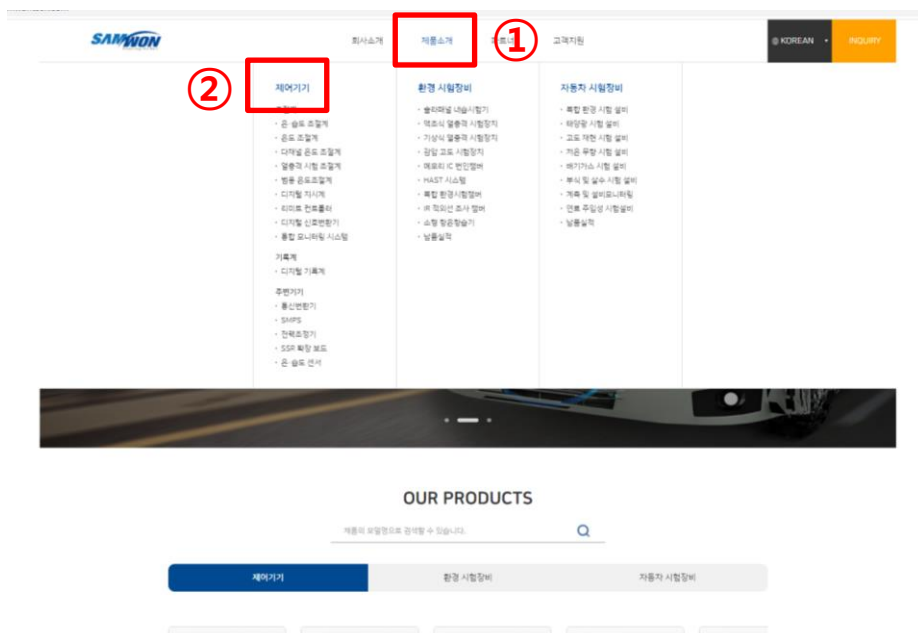 SAMWON
회사소개
제품소개
①
고객지원
KOREAN
INQUIRY
②
제어기기
· 온·습도 조절계
· 온도 조절계
· 다채널 온도 조절계
· 열충격 시험 조절계
· 범용 온도조절계
· 디지털 지시계
· 리미트 컨트롤러
· 디지털 신호변환기
· 통합 모니터링 시스템
기록계
· 디지털 기록계
주변기기
· 통신변환기
· SMPS
· 전력조정기
· SSR 확장 보드
· 온·습도 센서
환경 시험장비
· 솔라패널 내습시험기
· 액조식 열충격 시험장치
· 기상식 열충격 시험장치
· 감압 고도 시험장치
· 메모리 IC 번인챔버
· HAST 시스템
· 복합 환경시험챔버
· IR 적외선 조사 챔버
· 소형 항온항습기
· 납품실적
자동차 시험장비
· 복합 환경 시험 설비
· 태양광 시험 설비
· 고도 재현 시험 설비
· 저온 무향 시험 설비
· 배기가스 시험 설비
· 부식 및 살수 시험 설비
· 계측 및 설비모니터링
· 연료 주입성 시험설비
· 납품실적
OUR PRODUCTS
제품의 모델명으로 검색할 수 있습니다.
제어기기
환경 시험장비
자동차 시험장비